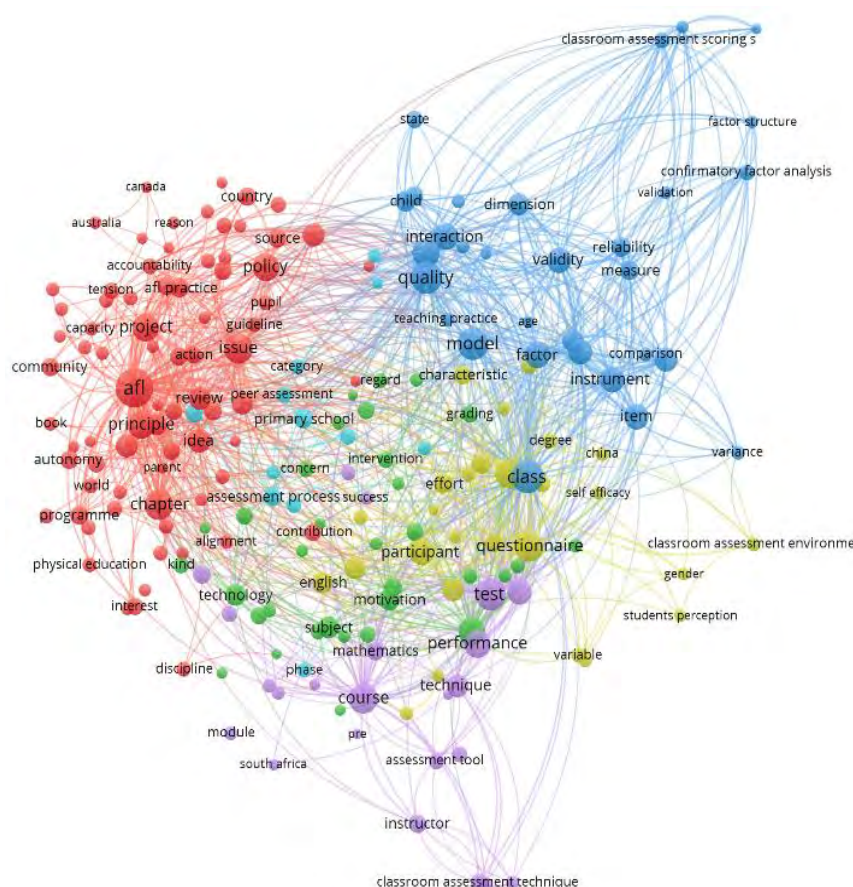 classroom assessment scoring s
state
factor structure
confirmatory factor analysis
validation
canada
country
child
dimension
australia
reason
source
interaction
reliability
accountability
policy
validity
measure
tension
afl practice
quality
pupil
capacity
project
guideline
teaching practice
age
issue
model
action
category
factor
comparison
community
characteristic
instrument
afl
regard
review
peer assessment
book
principle
primary school
grading
item
idea
degree
autonomy
parent
concern
intervention
china
variance
world
class
effort
chapter
assessment process
success
self efficacy
programme
contribution
alignment
participant
questionnaire
classroom assessment environme
physical education
kind
english
gender
technology
motivation
test
interest
students perception
subject
performance
mathematics
variable
discipline
phase
technique
course
module
pre
south africa
assessment tool
instructor
classroom assessment technique